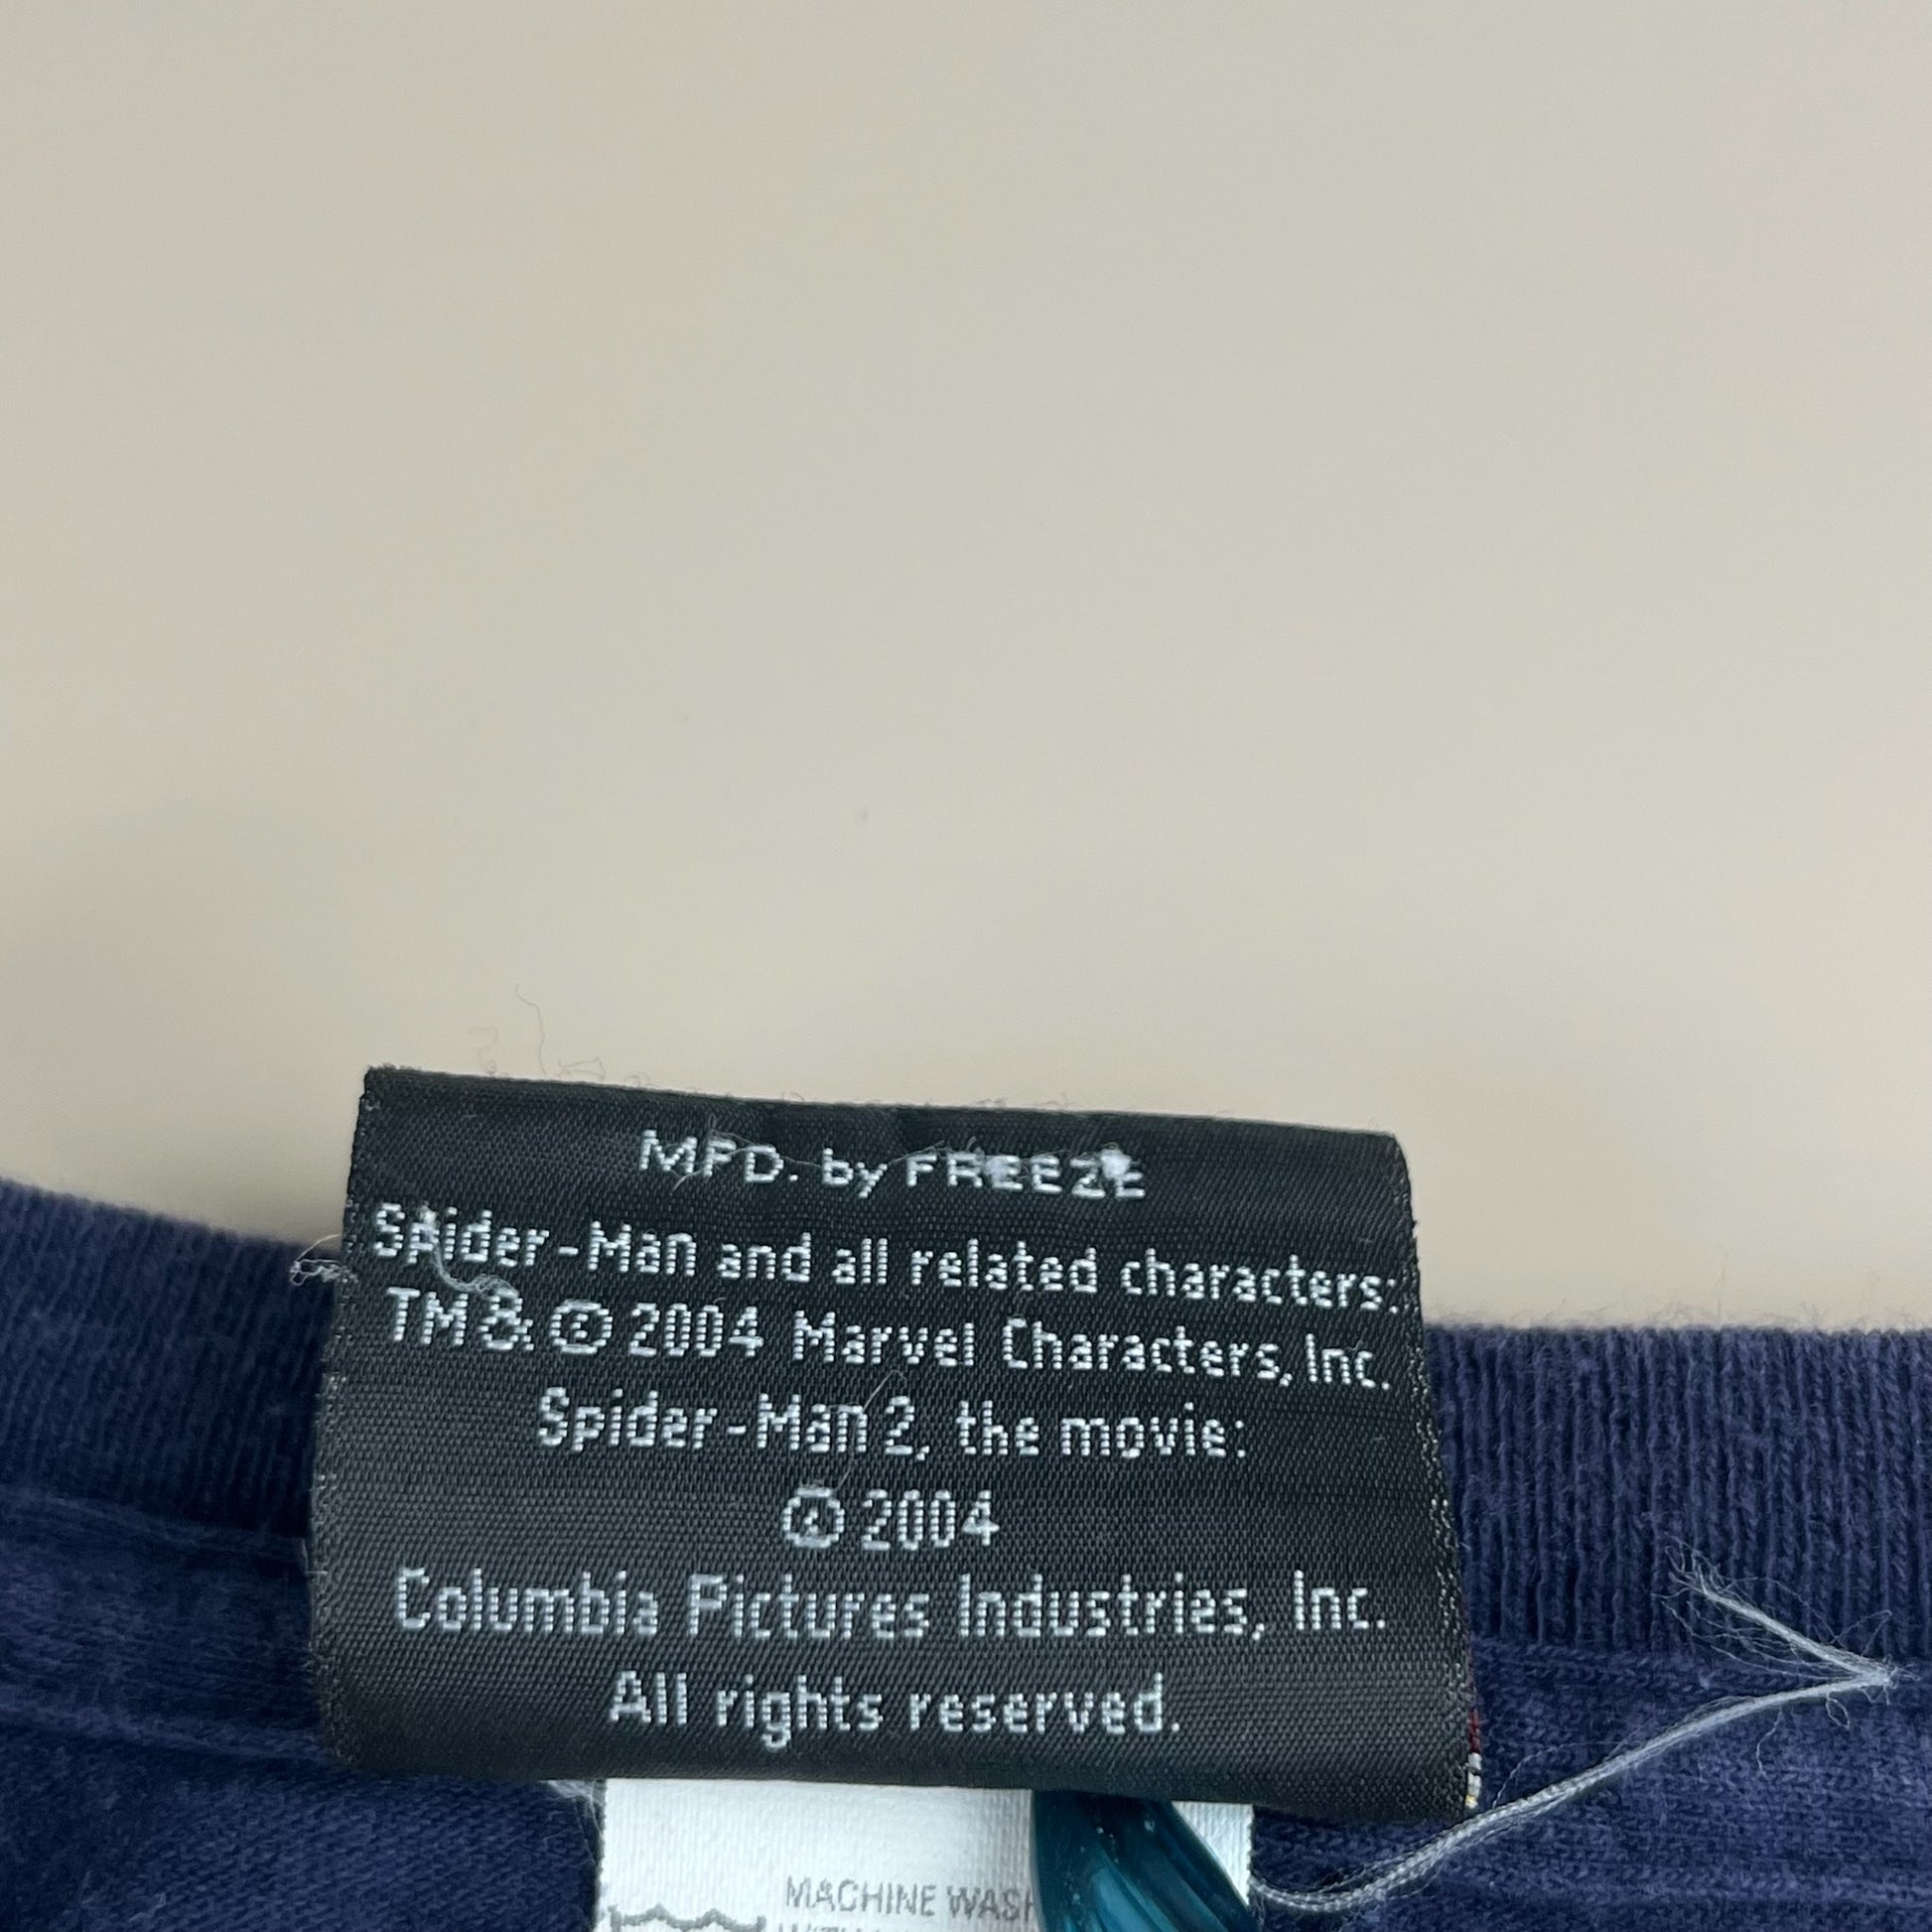 MFD. by FREEZE
Spider-Man and all related characters:
TM & © 2004 Marvel Characters, Inc.
Spider-Man 2, the movie:
© 2004
Columbia Pictures Industries, Inc.
All rights reserved.
MACHINE WASH